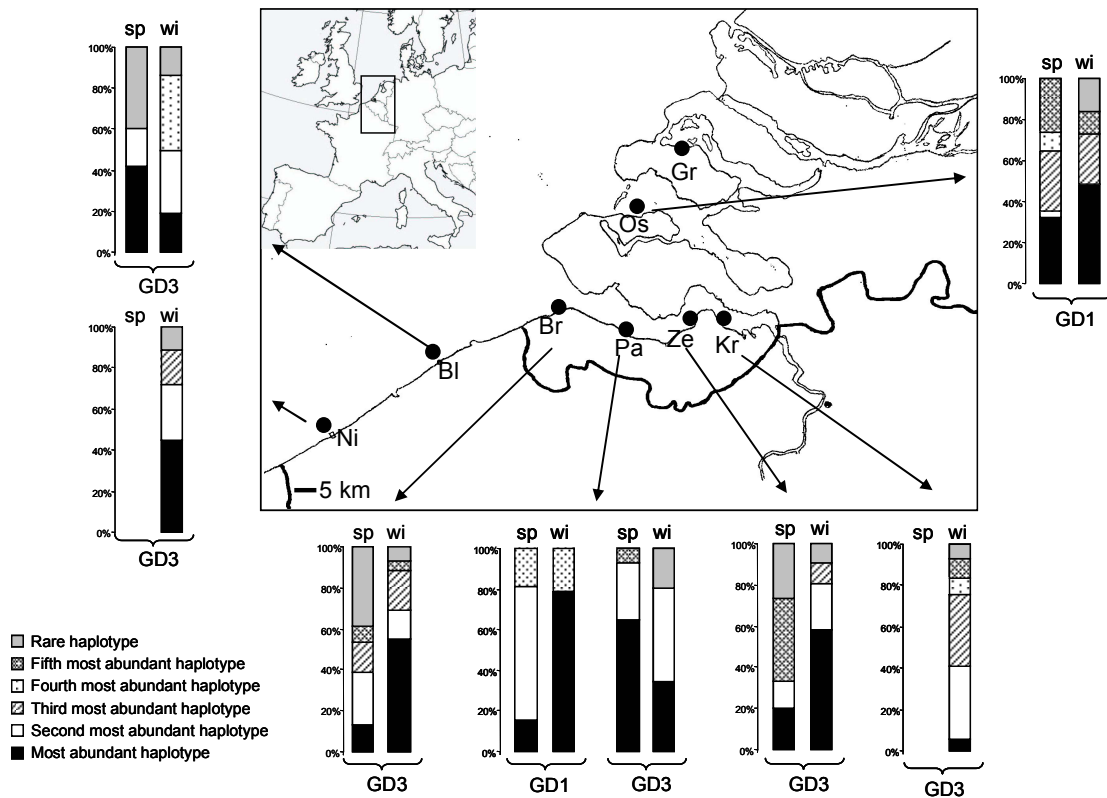 sp wi
100%
80%
60%
40%
20%
0%
GD3
sp wi
100%
80%
60%
40%
20%
0%
GD3
Gr
Os
Br
Pa
Ze
Kr
Bl
Ni
5 km
sp wi
100%
80%
60%
40%
20%
0%
GD1
sp wi
100%
80%
60%
40%
20%
0%
GD3
sp wi
100%
80%
60%
40%
20%
0%
GD1
sp wi
100%
80%
60%
40%
20%
0%
GD3
sp wi
100%
80%
60%
40%
20%
0%
GD3
sp wi
100%
80%
60%
40%
20%
0%
GD3
Rare haplotype
Fifth most abundant haplotype
Fourth most abundant haplotype
Third most abundant haplotype
Second most abundant haplotype
Most abundant haplotype